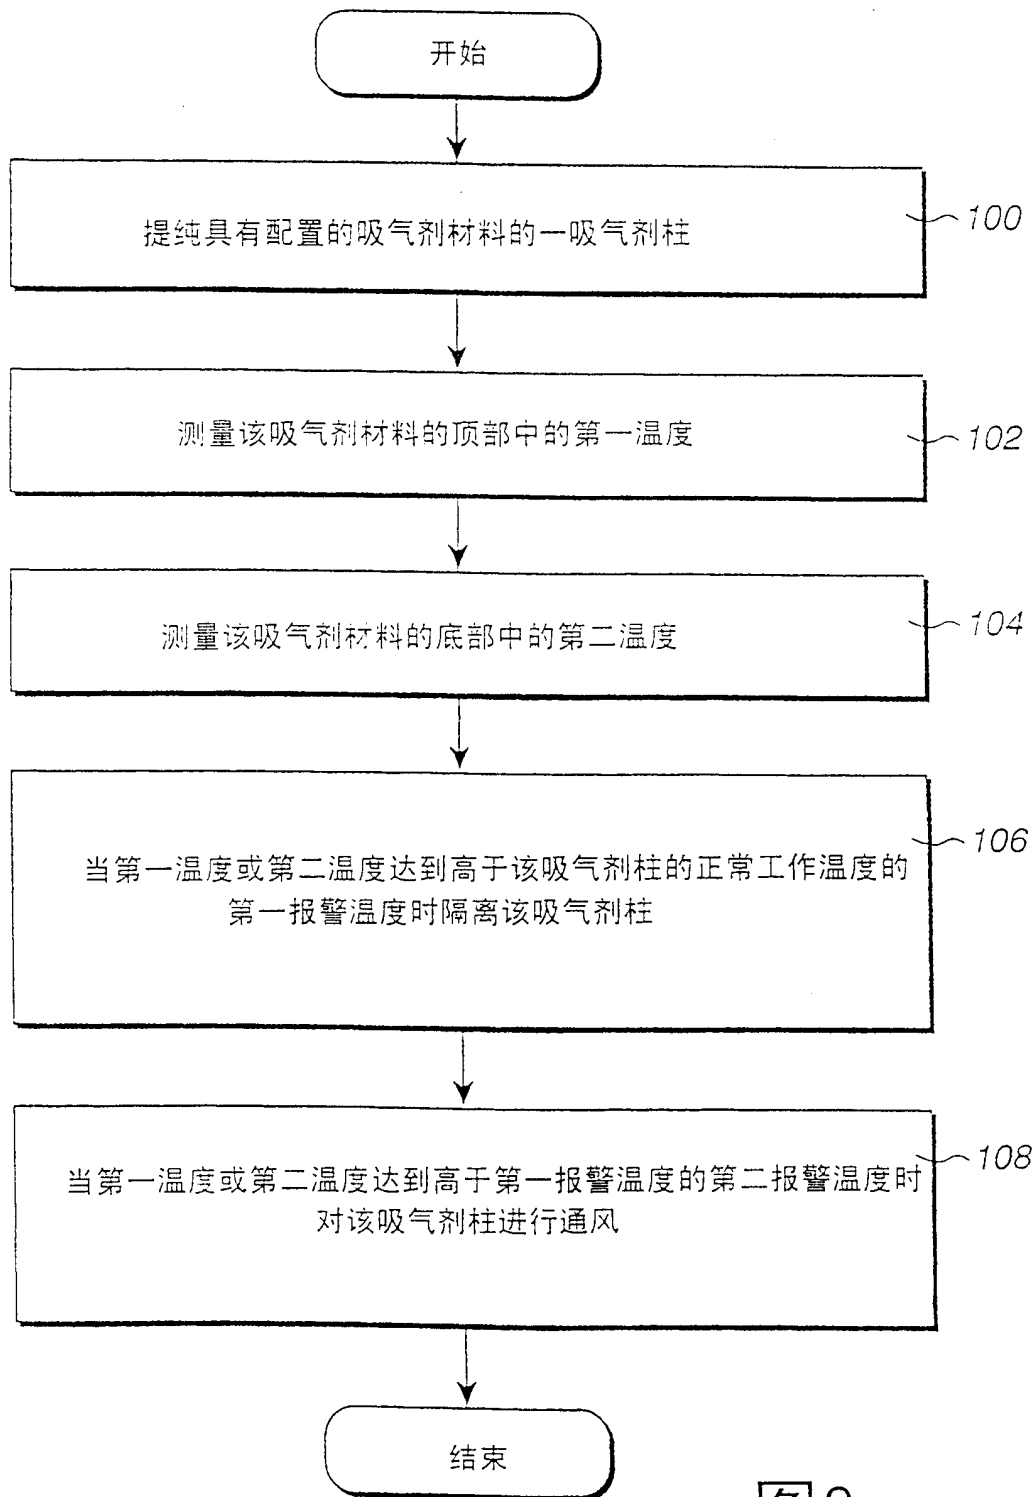 开始
提纯具有配置的吸气剂材料的一吸气剂柱
100
测量该吸气剂材料的顶部中的第一温度
102
测量该吸气剂材料的底部中的第二温度
104
当第一温度或第二温度达到高于该吸气剂柱的正常工作温度的
第一报警温度时隔离该吸气剂柱
106
当第一温度或第二温度达到高于第一报警温度的第二报警温度时
对该吸气剂柱进行通风
108
结束